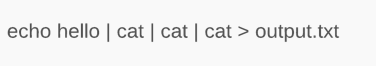 echo hello | cat | cat | cat > output.txt